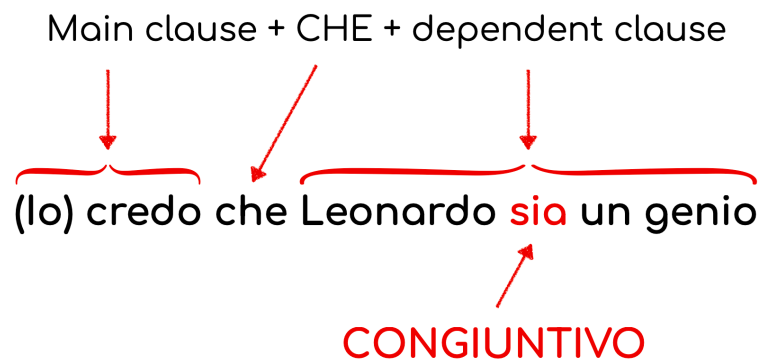 Main clause + CHE + dependent clause
(Io) credo che Leonardo sia un genio
CONGIUNTIVO